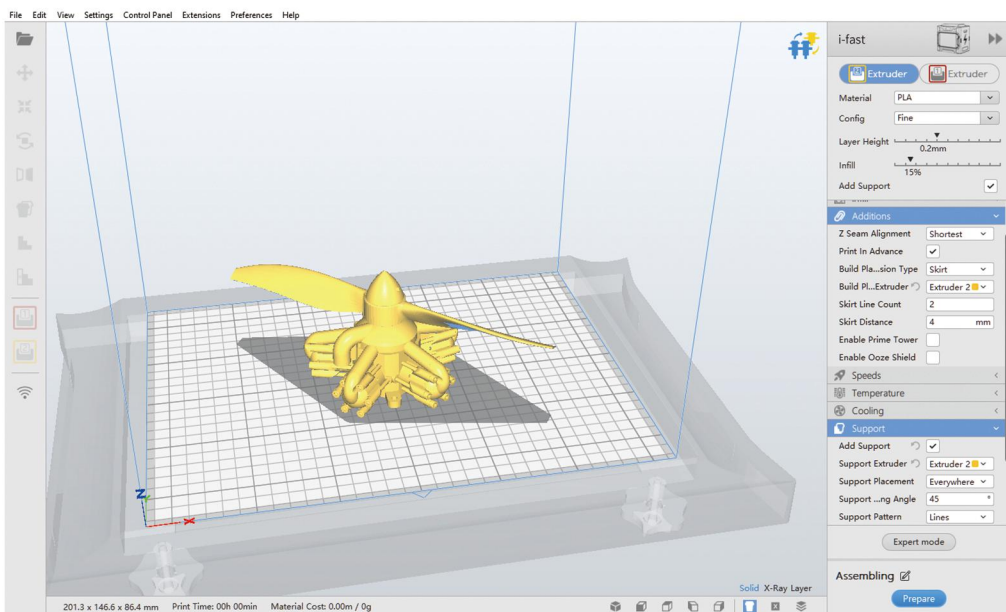 File Edit View Settings Control Panel Extensions Preferences Help
i-fast
Extruder Extruder
Material PLA
Config Fine
Layer Height
0.2mm
Infill
15%
Add Support
Additions
Z Seam Alignment Shortest
Print In Advance
Build Pla...sion Type Skirt
Build Pl...Extruder Extruder 2
Skirt Line Count 2
Skirt Distance 4 mm
Enable Prime Tower
Enable Ooze Shield
Speeds
Temperature
Cooling
Support
Add Support
Support Extruder Extruder 2
Support Placement Everywhere
Support ...ng Angle 45 °
Support Pattern Lines
Expert mode
Assembling
Prepare
Z
Solid X-Ray Layer
201.3 x 146.6 x 86.4 mm Print Time: 00h 00min Material Cost: 0.00m / 0g